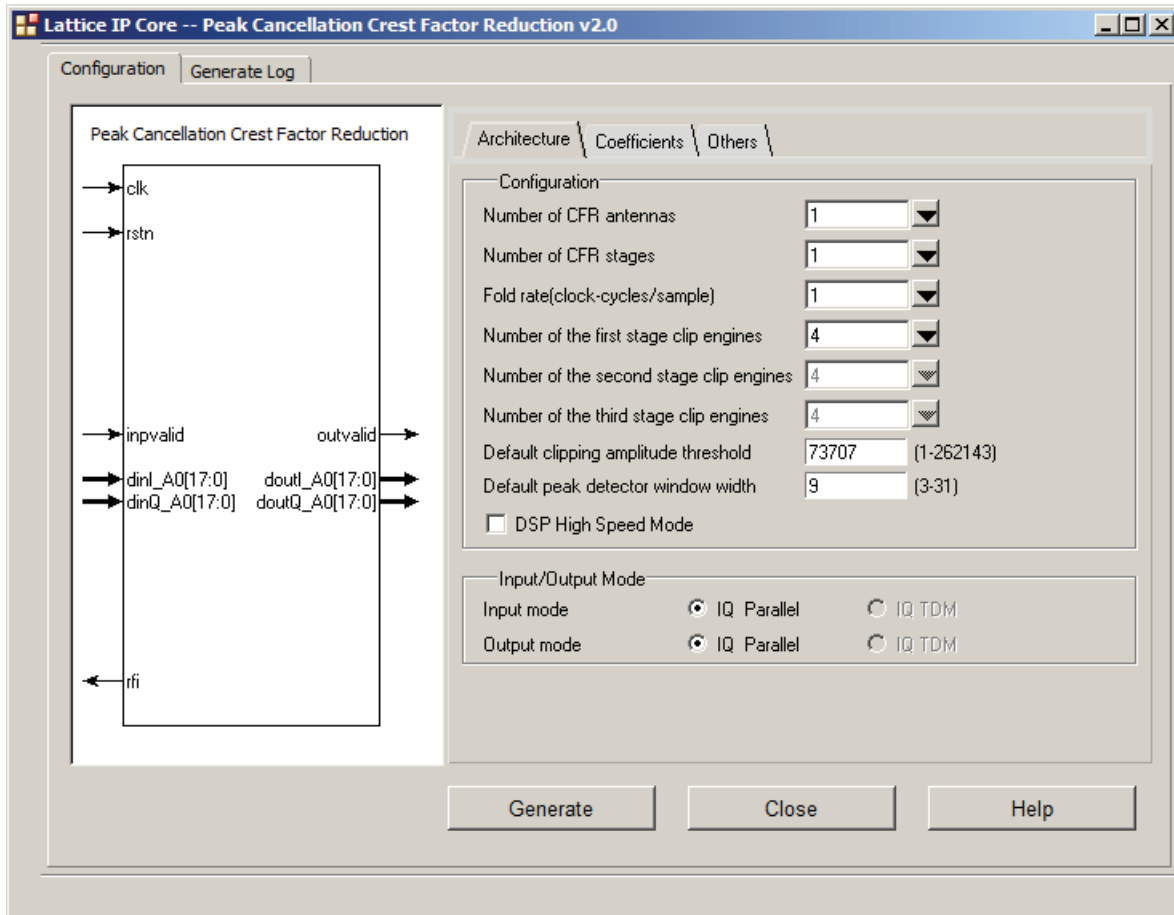 Lattice IP Core -- Peak Cancellation Crest Factor Reduction v2.0
Configuration
Generate Log
Peak Cancellation Crest Factor Reduction
clk
rstn
inpvalid
outvalid
dinI_A0[17:0]
doutI_A0[17:0]
dinQ_A0[17:0]
doutQ_A0[17:0]
rfi
Architecture
Coefficients
Others
Configuration
Number of CFR antennas 1
Number of CFR stages 1
Fold rate(clock-cycles/sample) 1
Number of the first stage clip engines 4
Number of the second stage clip engines 4
Number of the third stage clip engines 4
Default clipping amplitude threshold 73707 (1-262143)
Default peak detector window width 9 (3-31)
DSP High Speed Mode
Input/Output Mode
Input mode IQ Parallel IQ TDM
Output mode IQ Parallel IQ TDM
Generate
Close
Help